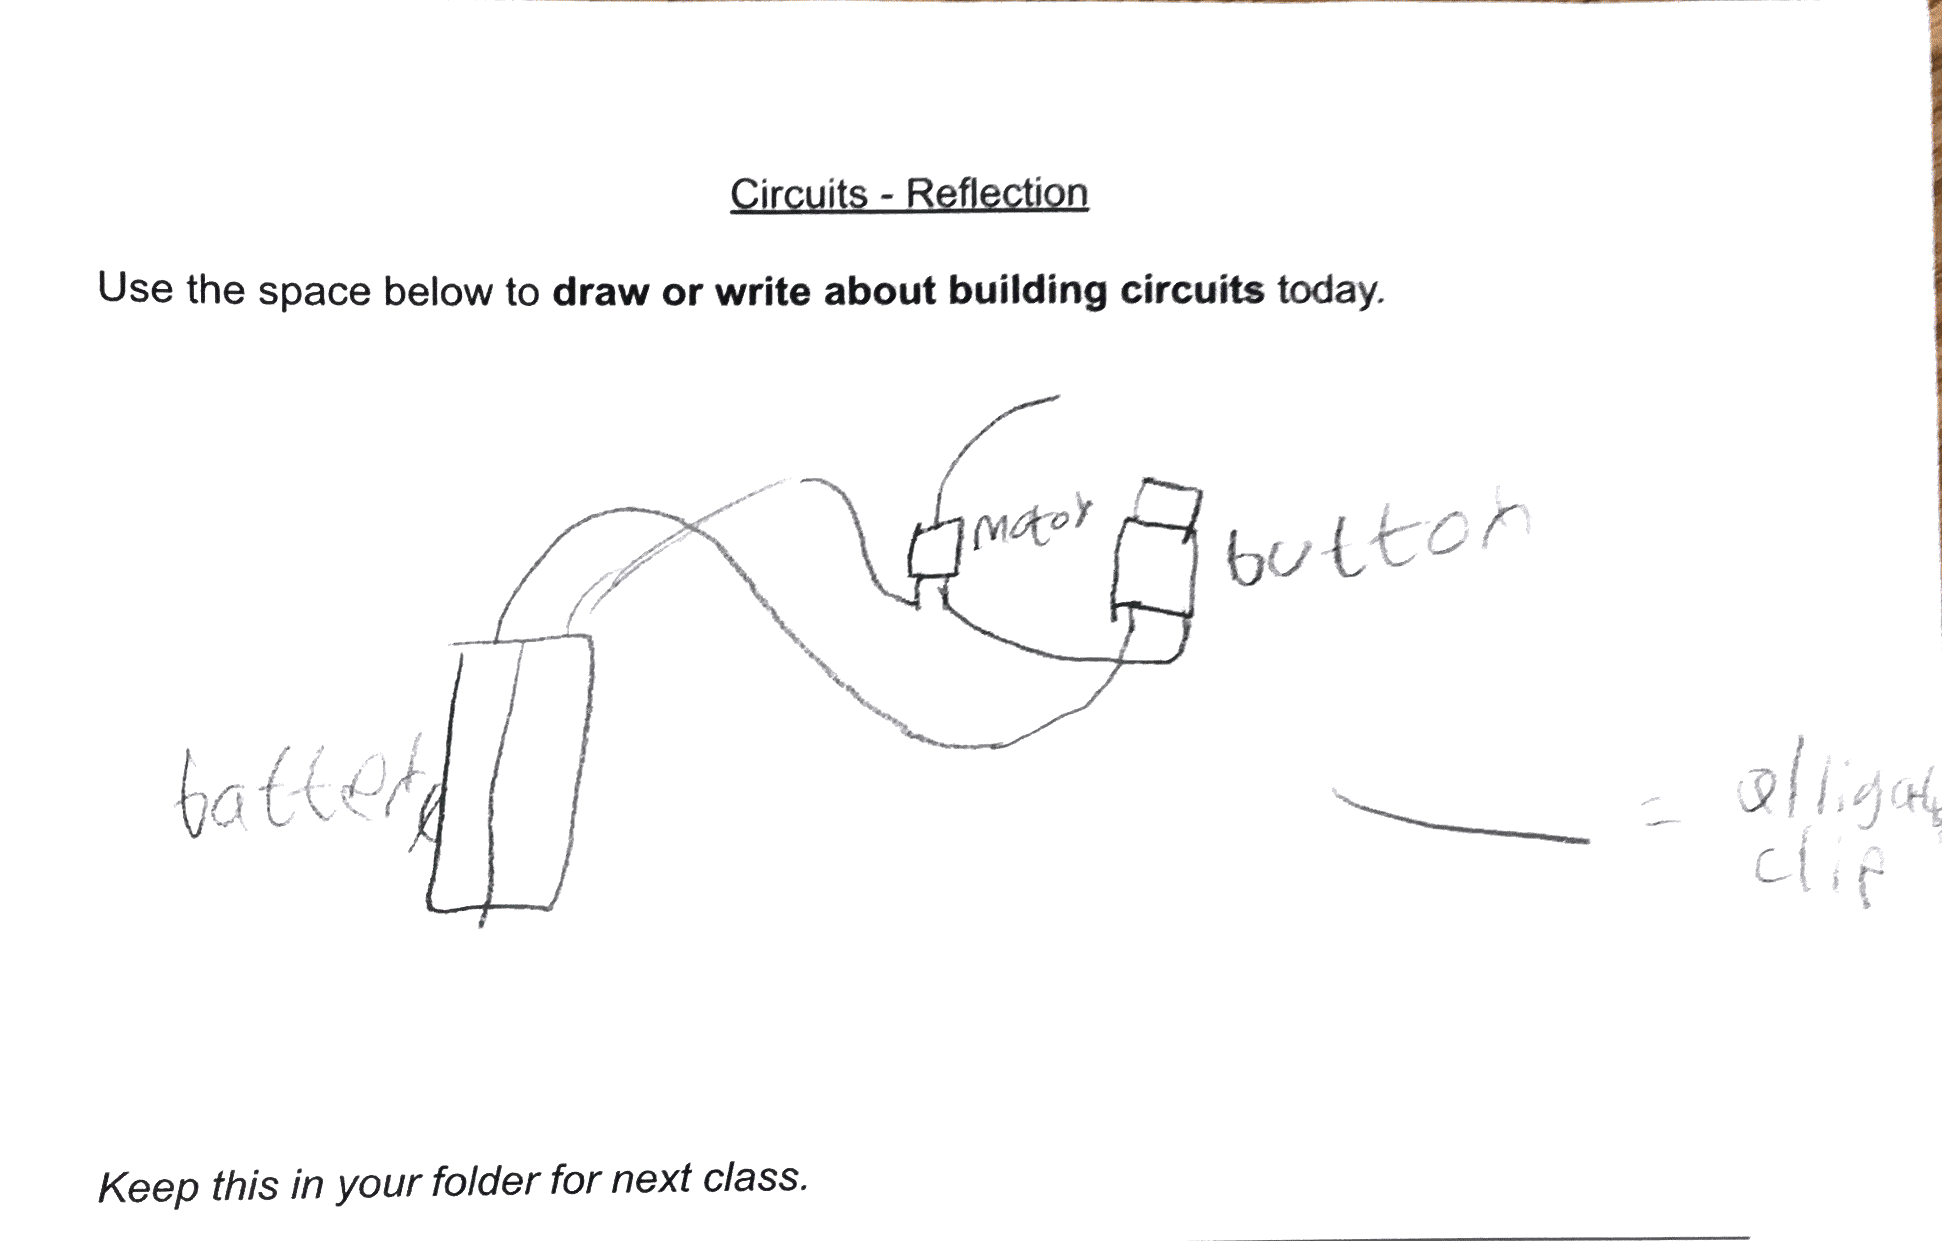 Circuits - Reflection
Use the space below to draw or write about building circuits today.
motor
button
battery
= alligat
clip
Keep this in your folder for next class.